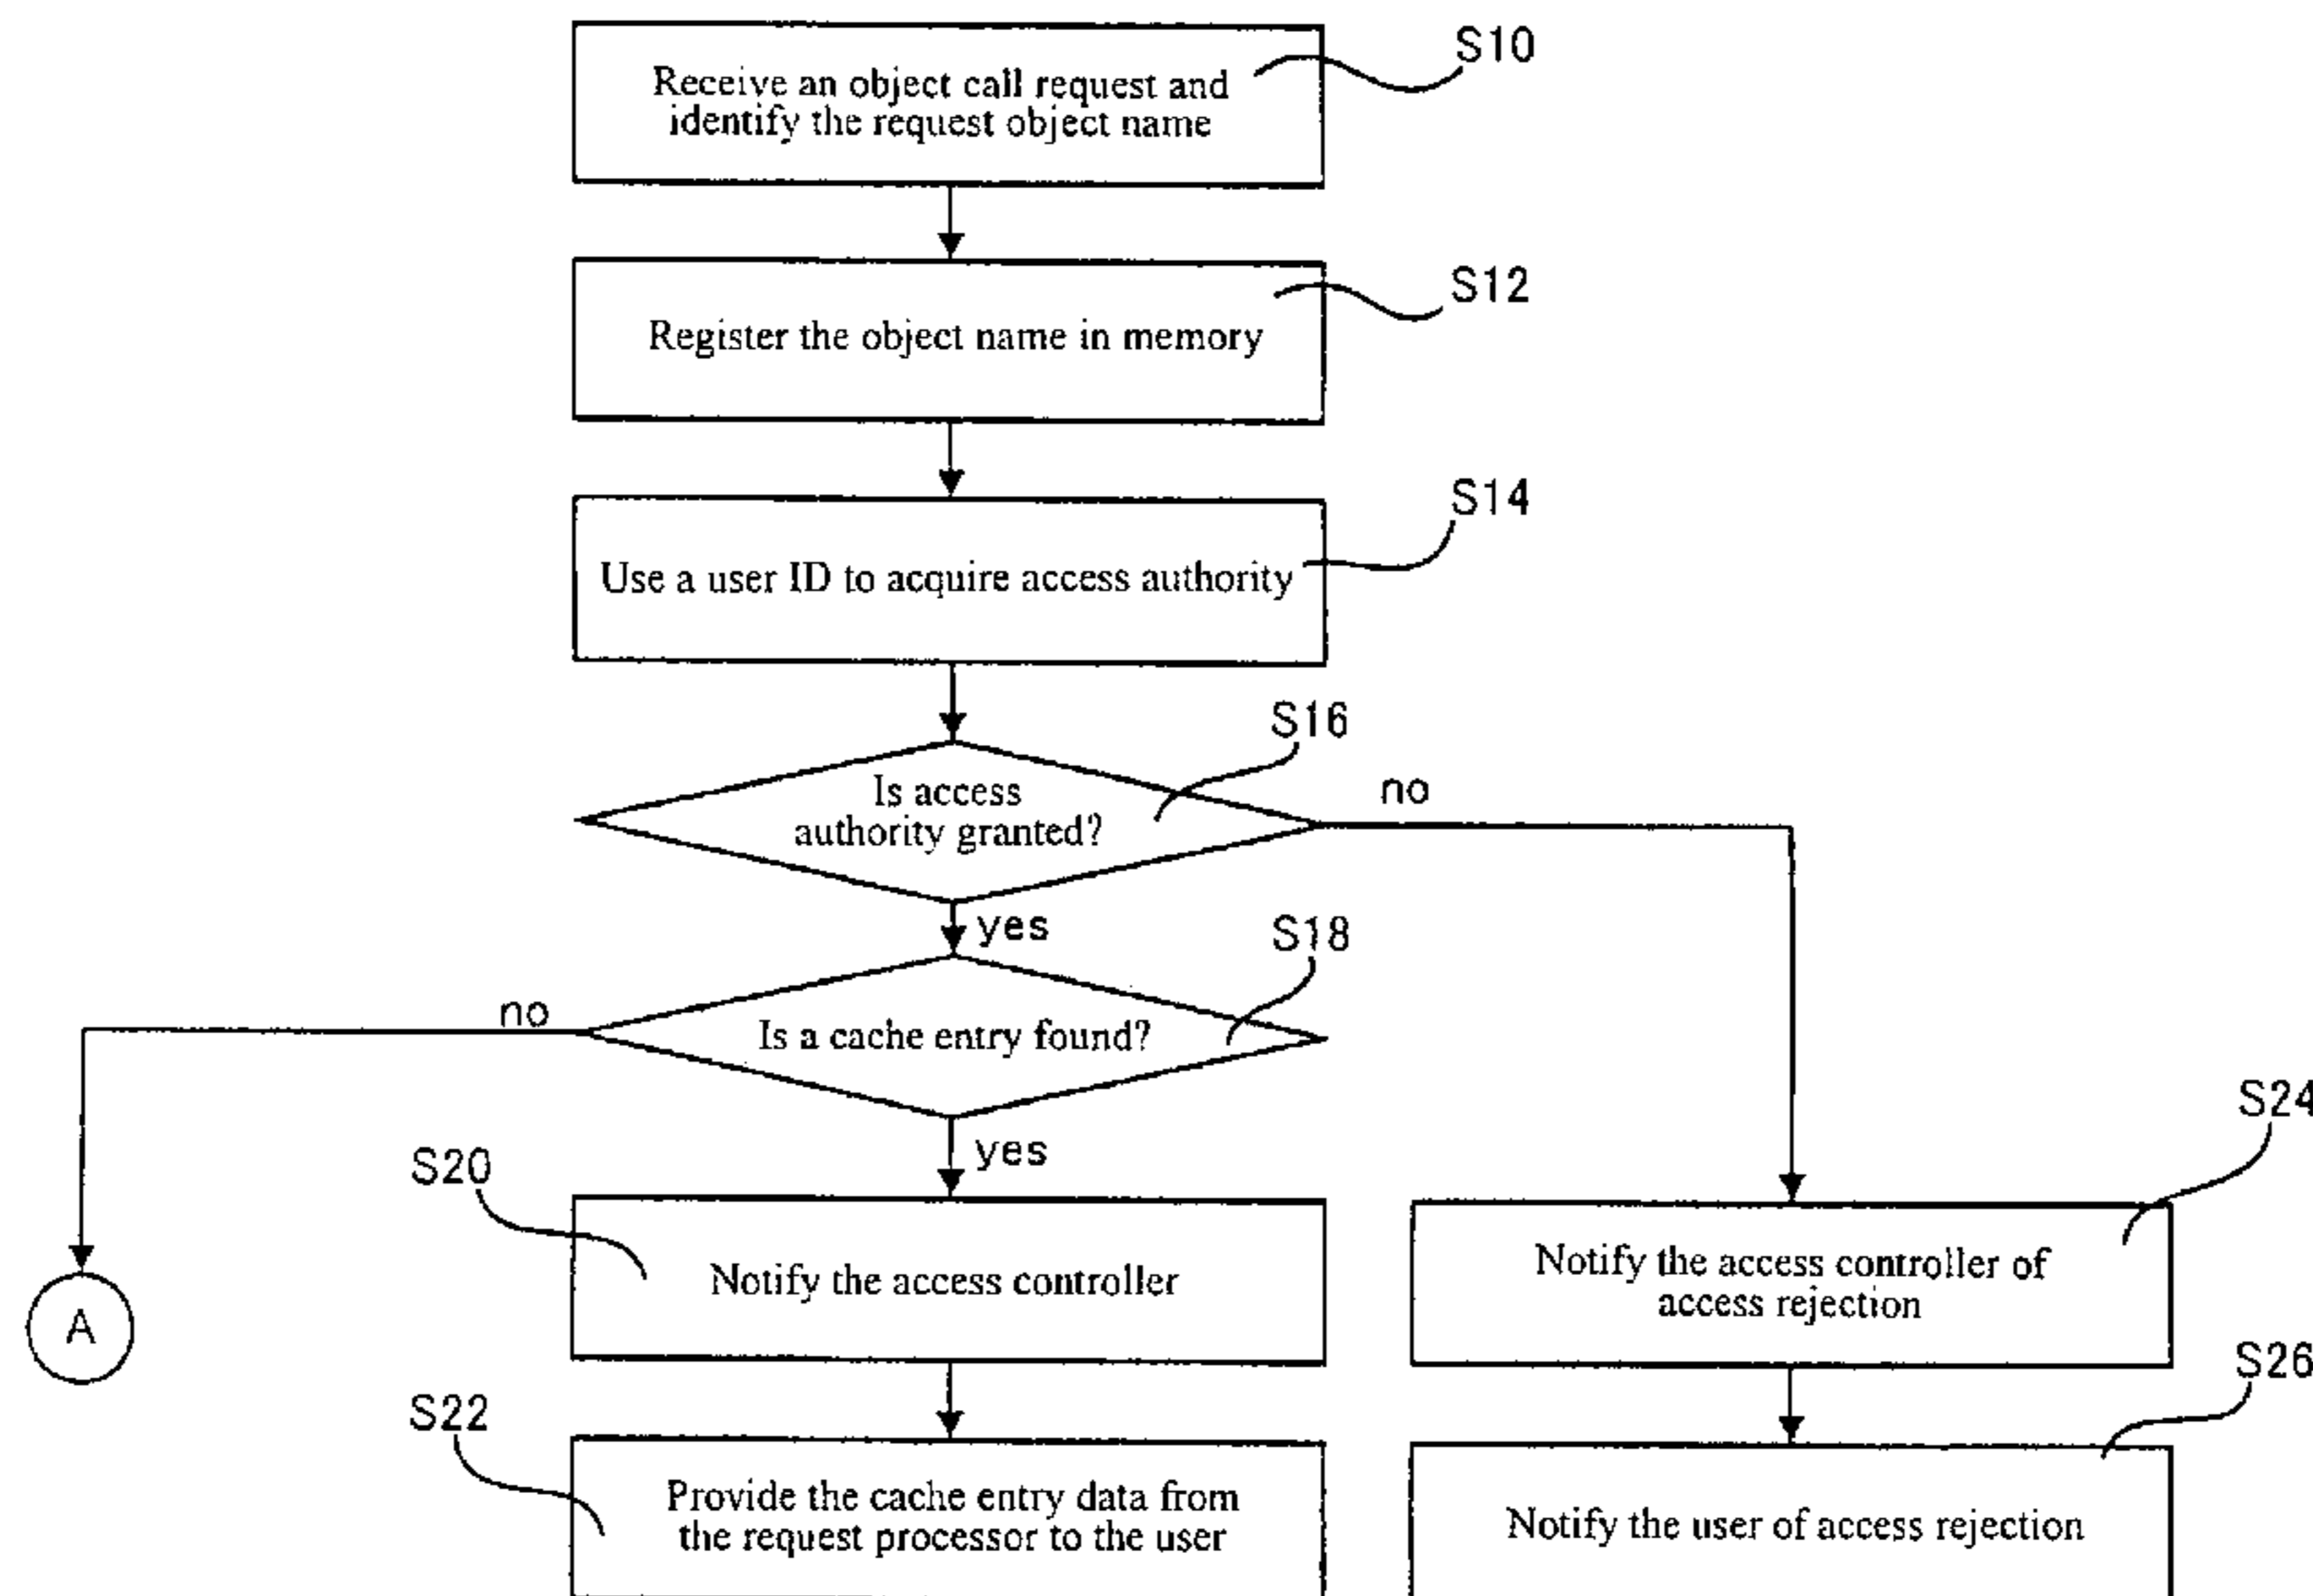 S10
Receive an object call request and
identify the request object name
S12
Register the object name in memory
S14
Use a user ID to acquire access authority
S16
Is access
authority granted?
no
yes
S18
no
Is a cache entry found?
yes
S24
S20
Notify the access controller
Notify the access controller of
access rejection
A
S26
S22
Provide the cache entry data from
the request processor to the user
Notify the user of access rejection